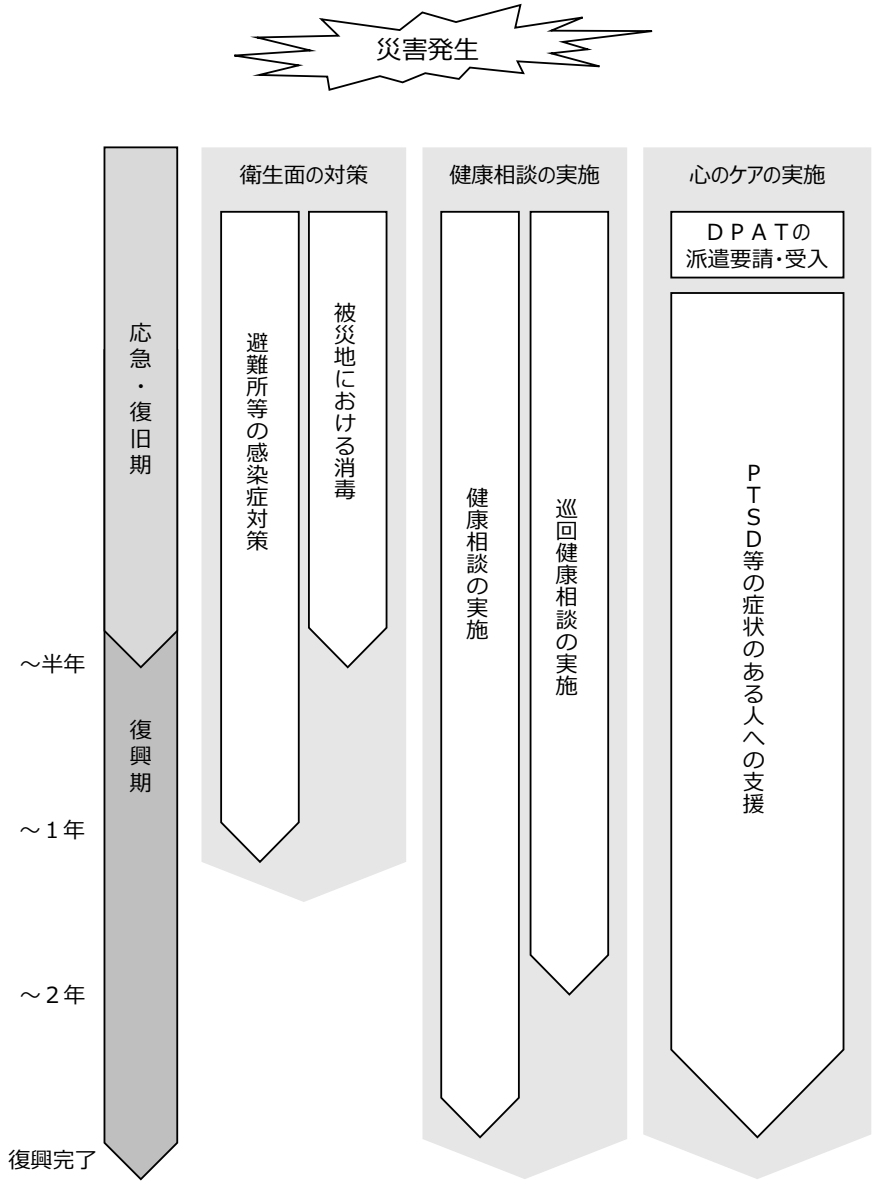 災害発生
応急・復旧期
復興期
～半年
～１年
～２年
復興完了
衛生面の対策
避難所等の感染症対策
被災地における消毒
健康相談の実施
健康相談の実施
巡回健康相談の実施
心のケアの実施
ＤＰＡＴの
派遣要請・受入
ＰＴＳＤ等の症状のある人への支援